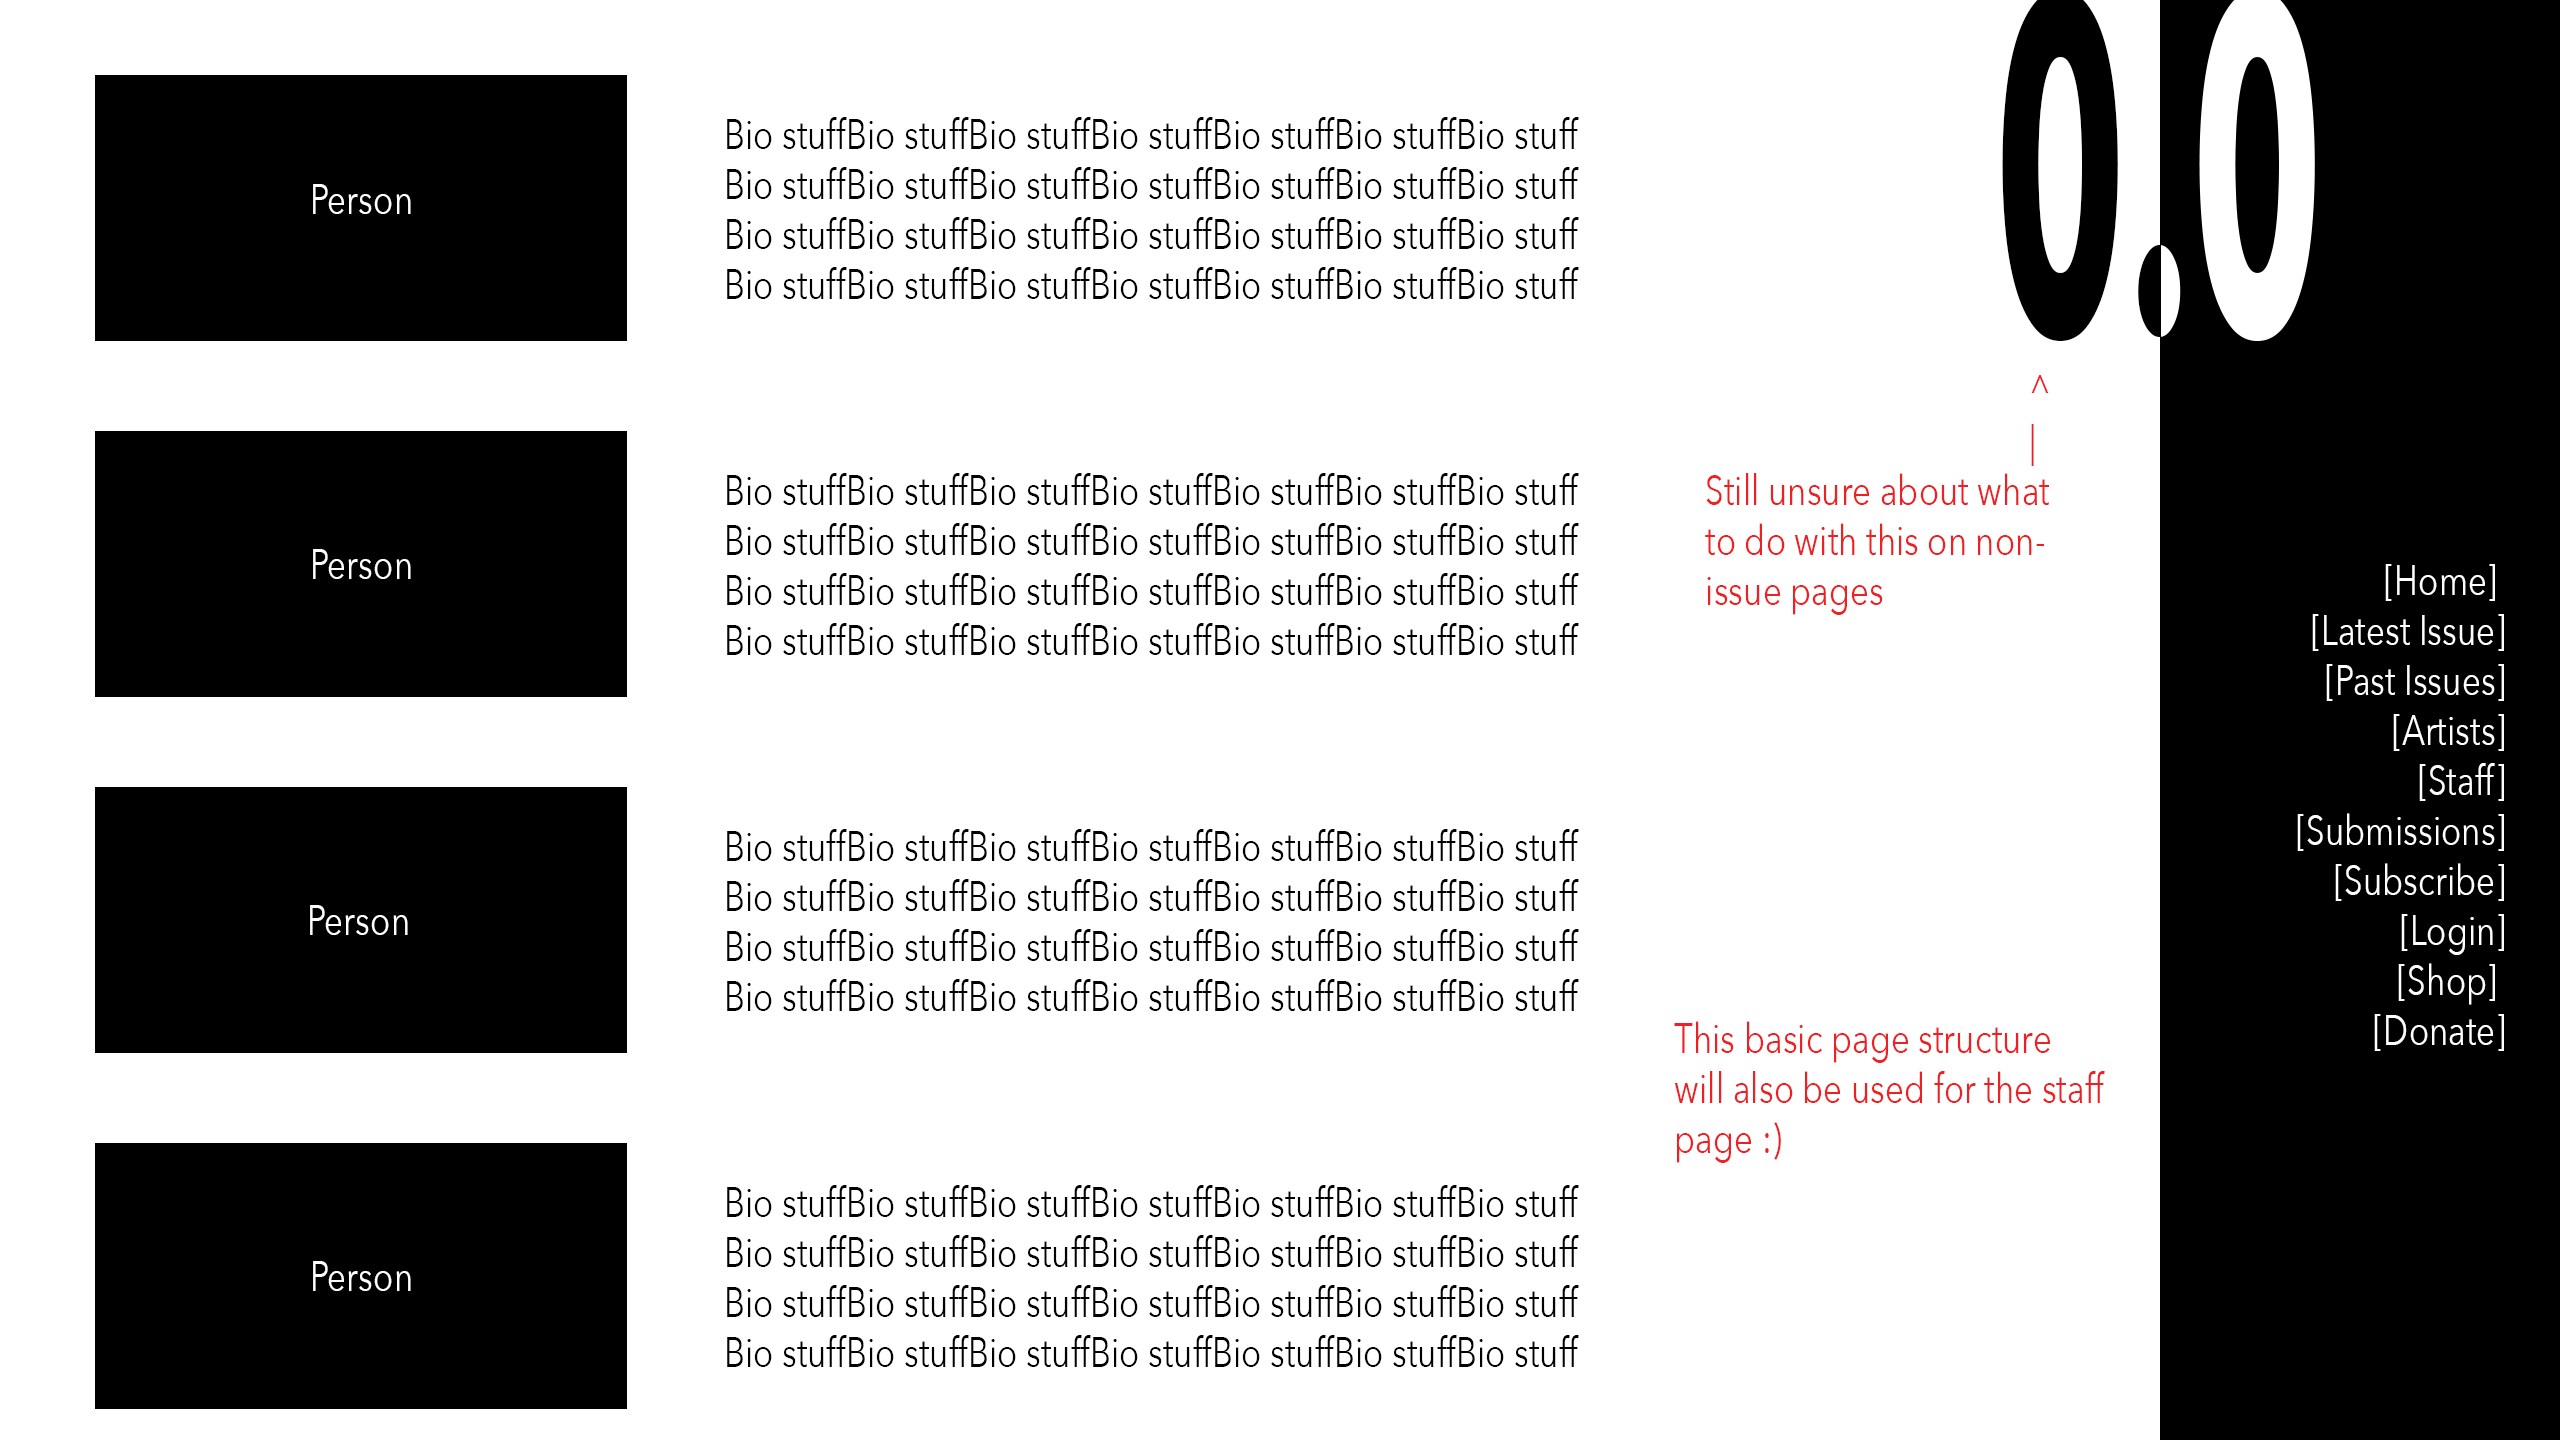 0.0
Person
Bio stuffBio stuffBio stuffBio stuffBio stuffBio stuffBio stuff
Bio stuffBio stuffBio stuffBio stuffBio stuffBio stuffBio stuff
Bio stuffBio stuffBio stuffBio stuffBio stuffBio stuffBio stuff
Bio stuffBio stuffBio stuffBio stuffBio stuffBio stuffBio stuff
Person
Bio stuffBio stuffBio stuffBio stuffBio stuffBio stuffBio stuff
Bio stuffBio stuffBio stuffBio stuffBio stuffBio stuffBio stuff
Bio stuffBio stuffBio stuffBio stuffBio stuffBio stuffBio stuff
Bio stuffBio stuffBio stuffBio stuffBio stuffBio stuffBio stuff
Person
Bio stuffBio stuffBio stuffBio stuffBio stuffBio stuffBio stuff
Bio stuffBio stuffBio stuffBio stuffBio stuffBio stuffBio stuff
Bio stuffBio stuffBio stuffBio stuffBio stuffBio stuffBio stuff
Bio stuffBio stuffBio stuffBio stuffBio stuffBio stuffBio stuff
Person
Bio stuffBio stuffBio stuffBio stuffBio stuffBio stuffBio stuff
Bio stuffBio stuffBio stuffBio stuffBio stuffBio stuffBio stuff
Bio stuffBio stuffBio stuffBio stuffBio stuffBio stuffBio stuff
Bio stuffBio stuffBio stuffBio stuffBio stuffBio stuffBio stuff
^
|
Still unsure about what
to do with this on non-
issue pages
This basic page structure
will also be used for the staff
page :)
[Home]
[Latest Issue]
[Past Issues]
[Artists]
[Staff]
[Submissions]
[Subscribe]
[Login]
[Shop]
[Donate]